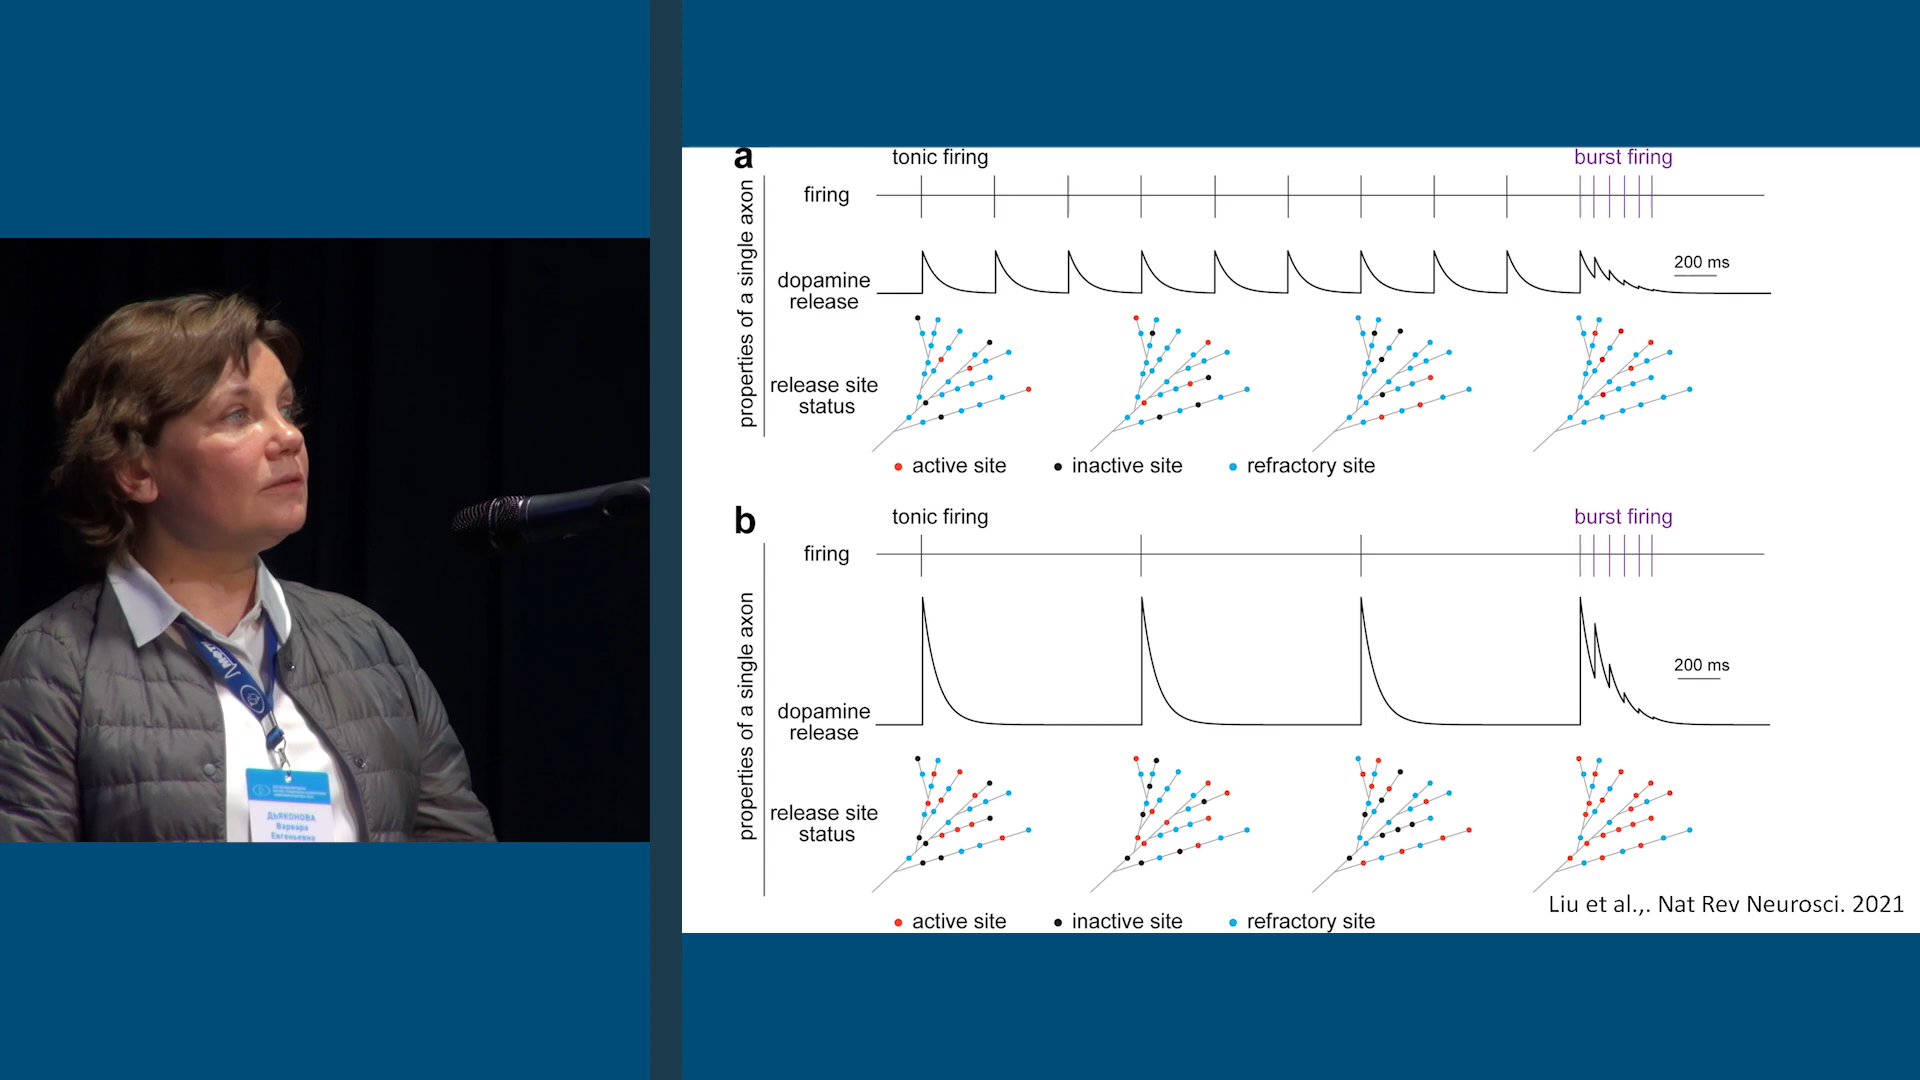 ДЬЯКОНОВА
Варвара
Евгеньевна
a
tonic firing
burst firing
properties of a single axon
firing
dopamine
release
200 ms
release site
status
active site
inactive site
refractory site
b
tonic firing
burst firing
properties of a single axon
firing
dopamine
release
200 ms
release site
status
active site
inactive site
refractory site
Liu et al.,. Nat Rev Neurosci. 2021